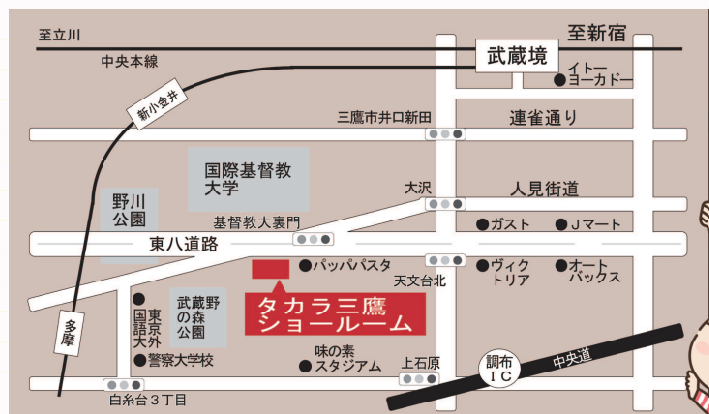 至立川
中央本線
武蔵境
至新宿
イトー
ヨーカドー
新小金井
三鷹市井口新田
連雀通り
国際基督教
大学
野川
公園
大沢
人見街道
基督教大裏門
ガスト
Jマート
東八道路
パッパパスタ
天文台北
ヴィク
トリア
オート
バックス
タカラ三鷹
ショールーム
武蔵野
の森
公園
東京外
国語大
多摩
警察大学校
味の素
スタジアム
上石原
調布
IC
中央道
白糸台3丁目